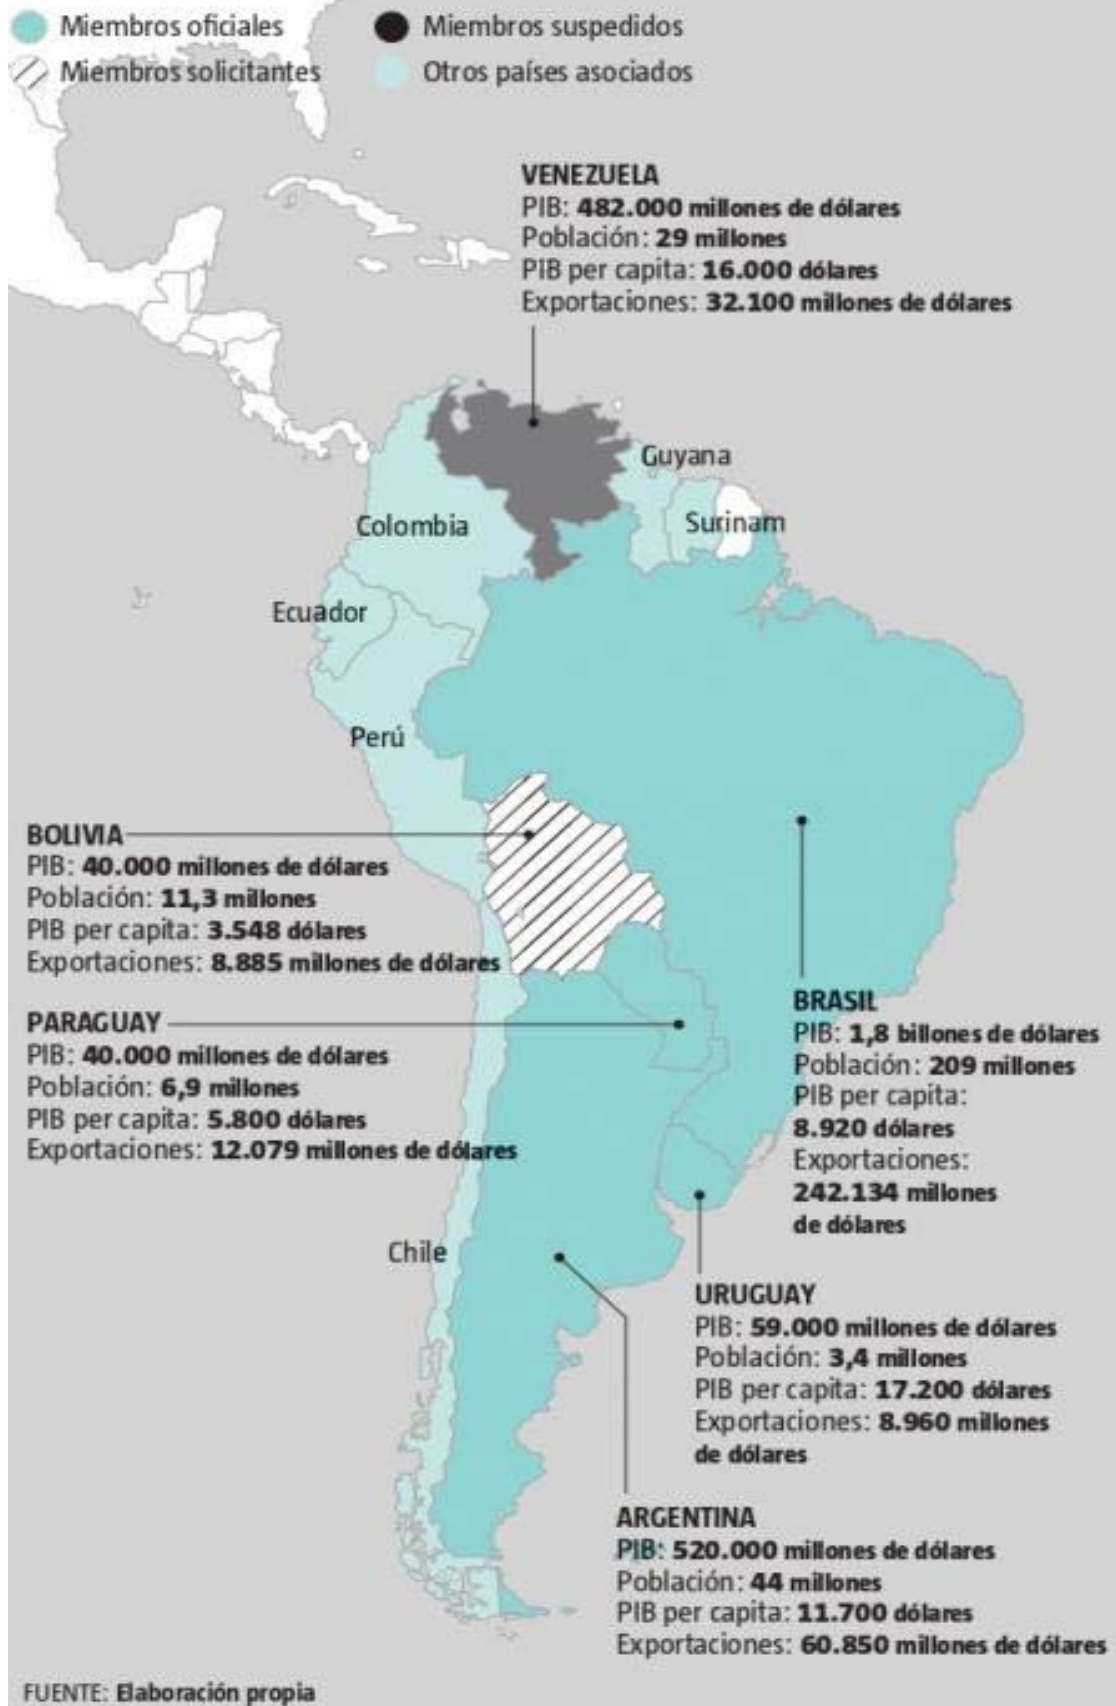 Miembros oficiales
Miembros suspedidos
Miembros solicitantes
Otros países asociados
VENEZUELA
PIB: 482.000 millones de dólares
Población: 29 millones
PIB per capita: 16.000 dólares
Exportaciones: 32.100 millones de dólares
Guyana
Surinam
Colombia
Ecuador
Perú
BOLIVIA
PIB: 40.000 millones de dólares
Población: 11,3 millones
PIB per capita: 3.548 dólares
Exportaciones: 8.885 millones de dólares
PARAGUAY
PIB: 40.000 millones de dólares
Población: 6,9 millones
PIB per capita: 5.800 dólares
Exportaciones: 12.079 millones de dólares
BRASIL
PIB: 1,8 billones de dólares
Población: 209 millones
PIB per capita:
8.920 dólares
Exportaciones:
242.134 millones
de dólares
Chile
URUGUAY
PIB: 59.000 millones de dólares
Población: 3,4 millones
PIB per capita: 17.200 dólares
Exportaciones: 8.960 millones
de dólares
ARGENTINA
PIB: 520.000 millones de dólares
Población: 44 millones
PIB per capita: 11.700 dólares
Exportaciones: 60.850 millones de dólares
FUENTE: Elaboración propia